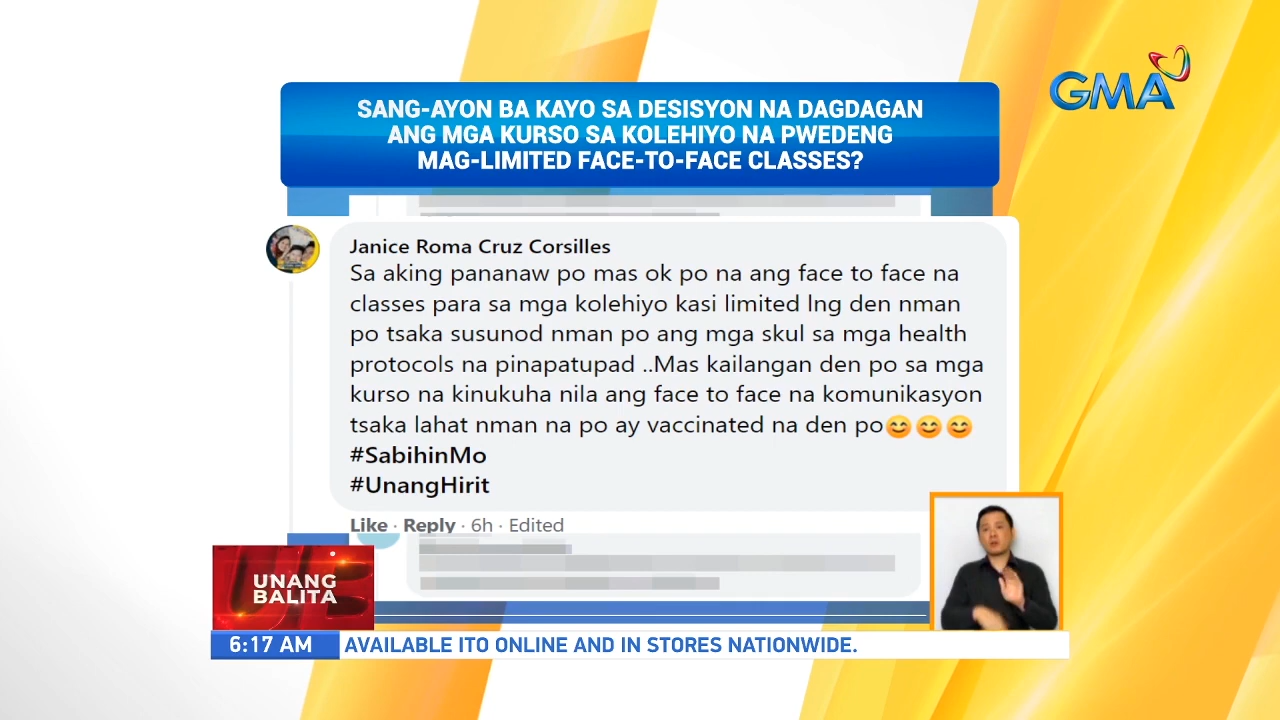 GMA
SANG-AYON BA KAYO SA DESISYON NA DAGDAGAN
ANG MGA KURSO SA KOLEHIYO NA PWEDENG
MAG-LIMITED FACE-TO-FACE CLASSES?
Janice Roma Cruz Corsilles
Sa aking pananaw po mas ok po na ang face to face na
classes para sa mga kolehiyo kasi limited lng den nman
po tsaka susunod nman po ang mga skul sa mga health
protocols na pinapatupad ..Mas kailangan den po sa mga
kurso na kinukuha nila ang face to face na komunikasyon
tsaka lahat nman na po ay vaccinated na den po😊😊😊
#SabihinMo
#UnangHirit
Like · Reply · 6h · Edited
UNANG
BALITA
6:17 AM AVAILABLE ITO ONLINE AND IN STORES NATIONWIDE.